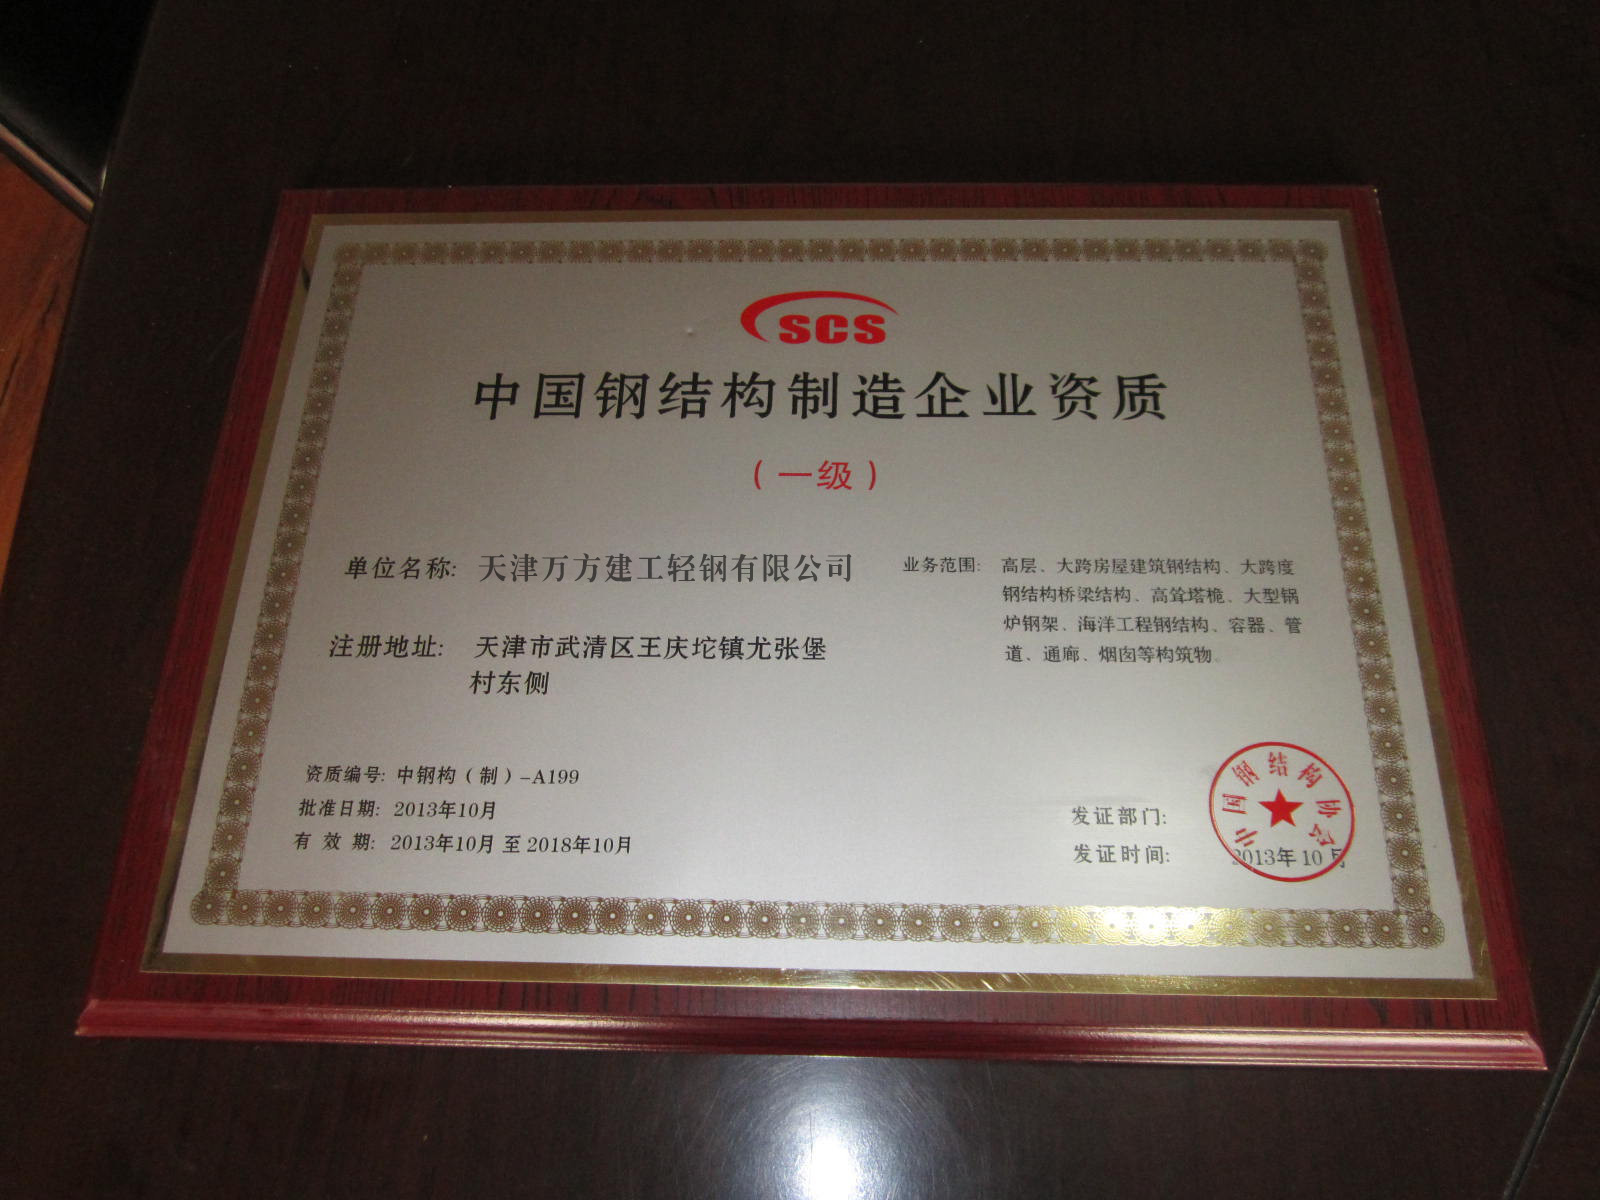 SCS
中国钢结构制造企业资质
（一级）
单位名称: 天津万方建工轻钢有限公司
注册地址: 天津市武清区王庆坨镇尤张堡
村东侧
业务范围: 高层、大跨房屋建筑钢结构、大跨度
钢结构桥梁结构、高耸塔桅、大型锅
炉钢架、海洋工程钢结构、容器、管
道、通廊、烟囱等构筑物。
资质编号: 中钢构（制）-A199
批准日期: 2013年10月
有 效 期: 2013年10月 至 2018年10月
发证部门:
发证时间: 2013年10月
中国钢结构协会